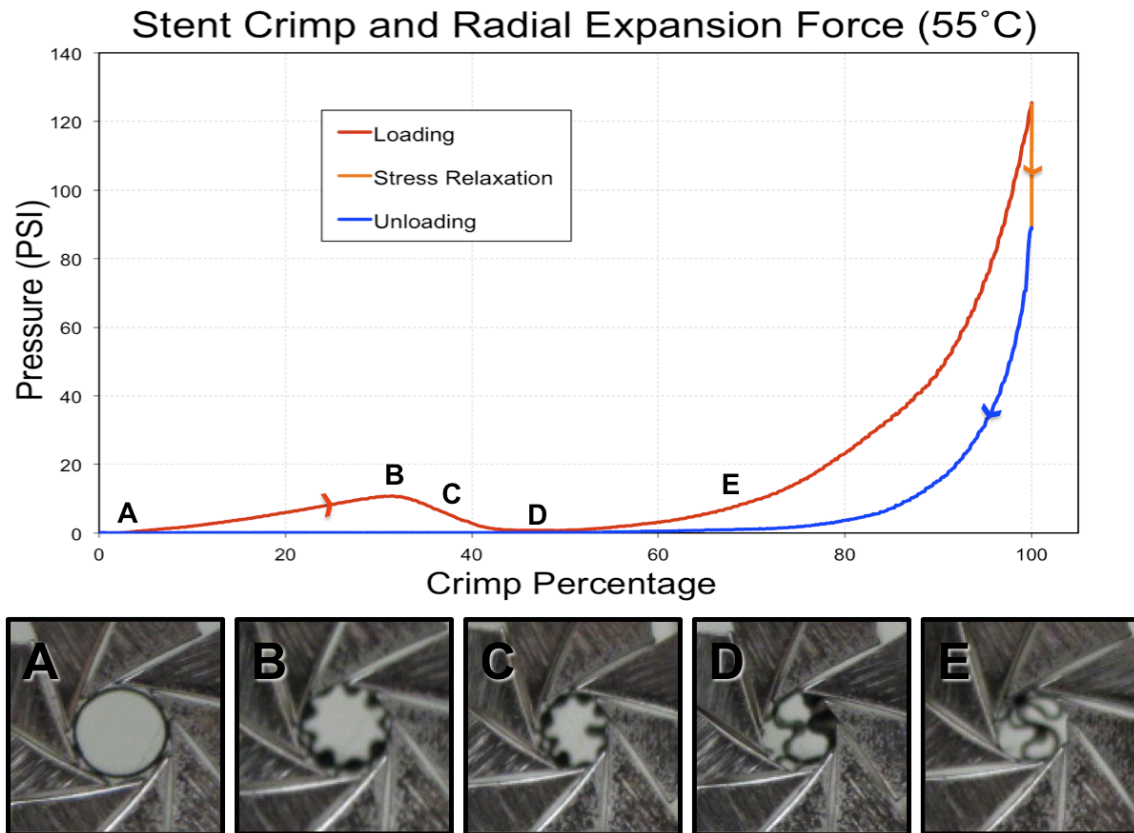 Stent Crimp and Radial Expansion Force (55˚C)
140
120
100
80
60
40
20
0
Pressure (PSI)
Loading
Stress Relaxation
Unloading
A
B
C
D
E
0
20
40
60
80
100
Crimp Percentage
A
B
C
D
E